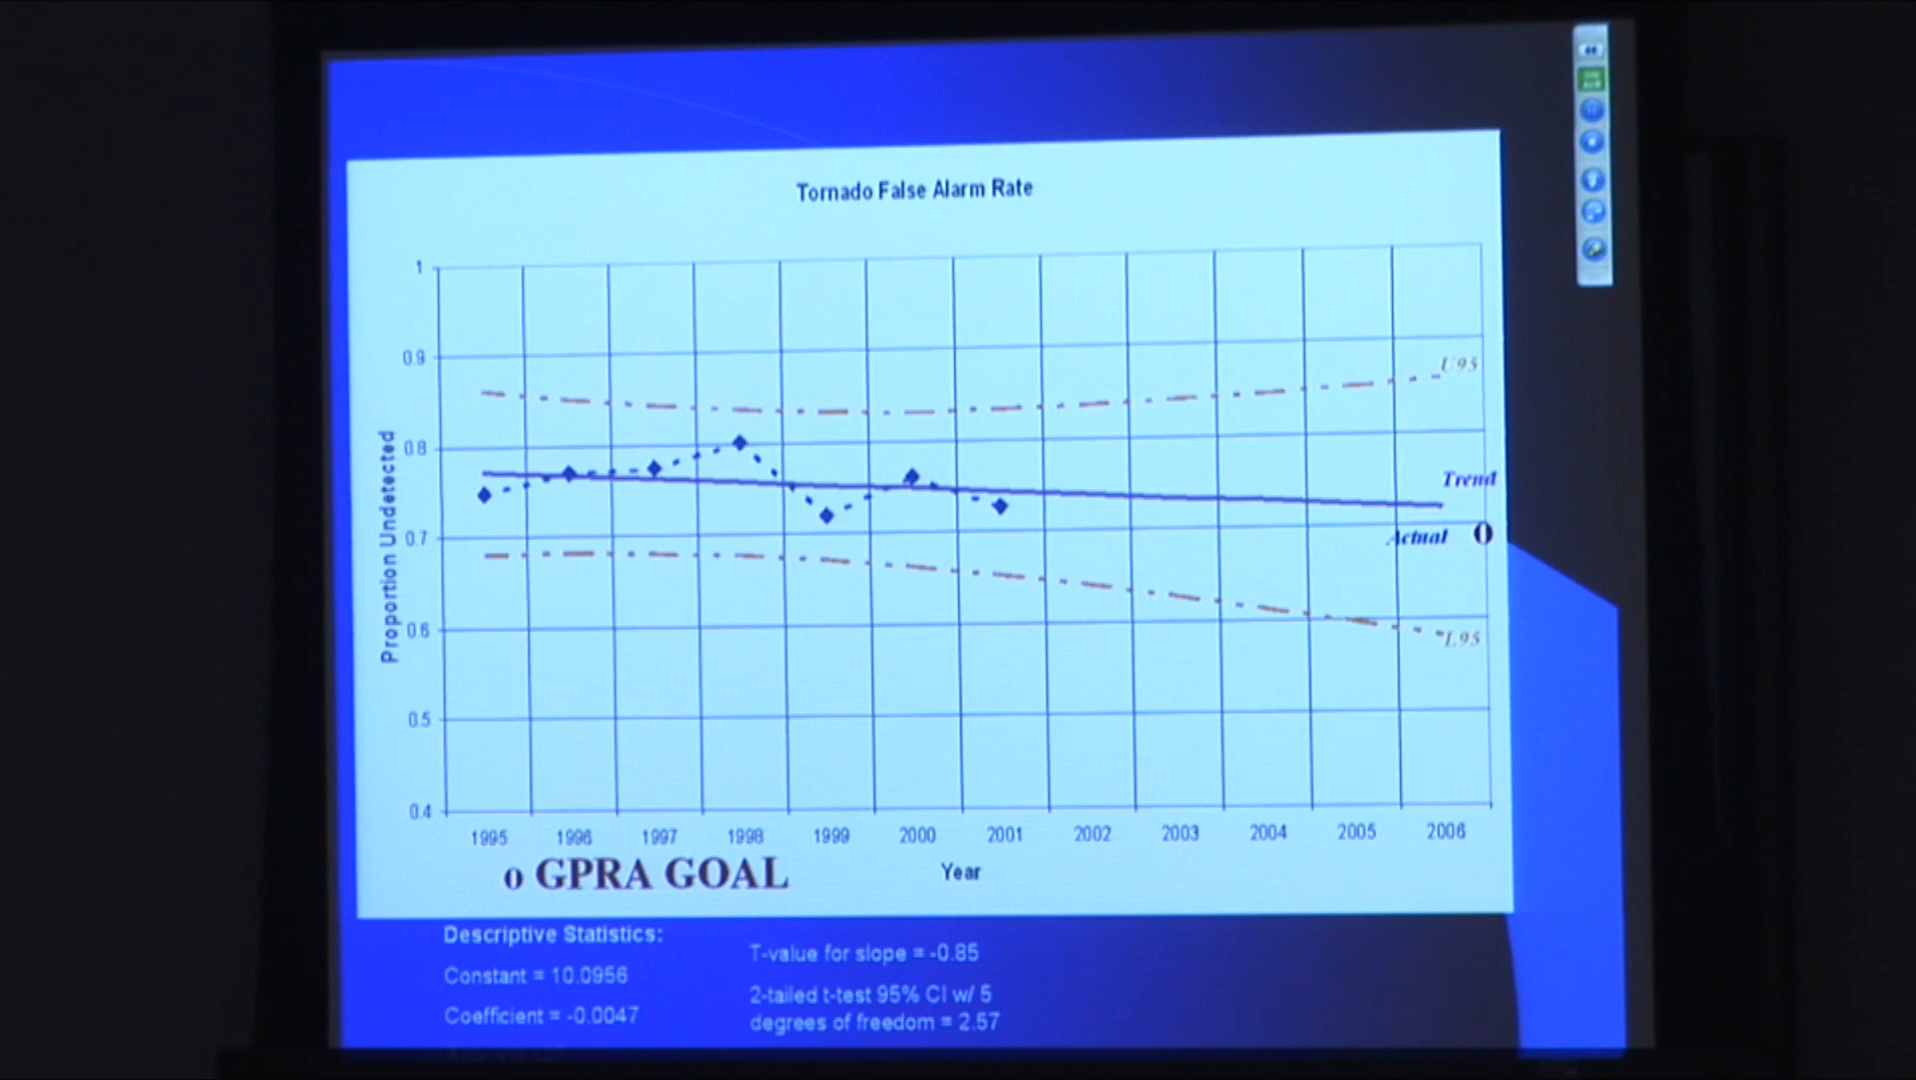 Tornado False Alarm Rate
1
0.9
0.8
0.7
0.6
0.5
0.4
Proportion Undetected
U95
Trend
Actual 0
L95
1995 1996 1997 1998 1999 2000 2001 2002 2003 2004 2005 2006
o GPRA GOAL
Year
Descriptive Statistics:
Constant = 10.0956
Coefficient = -0.0047
T-value for slope = -0.85
2-tailed t-test 95% CI w/ 5
degrees of freedom = 2.57